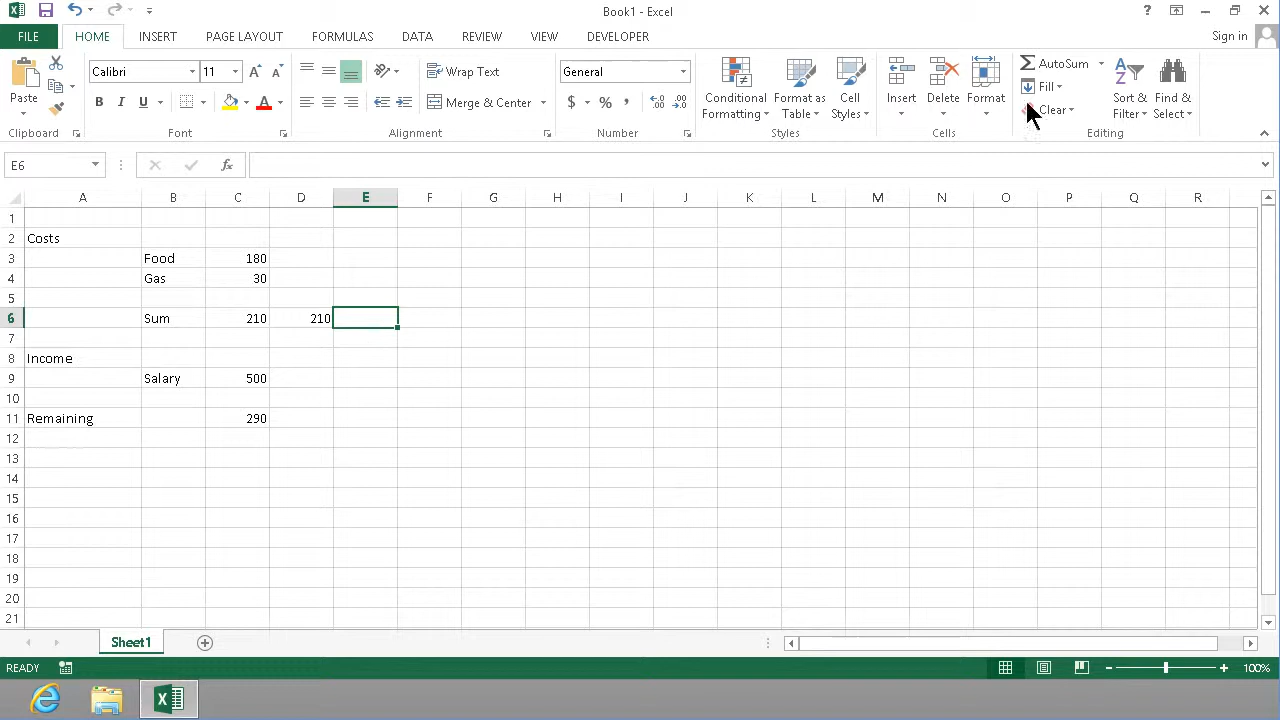 Book1 - Excel
FILE HOME INSERT PAGE LAYOUT FORMULAS DATA REVIEW VIEW DEVELOPER Sign in
Calibri 11 Wrap Text General AutoSum
Fill
Paste B I U A Merge & Center $ % , Conditional Formatting Format as Table Cell Styles Insert Delete Format Clear Sort & Filter Find & Select
Clipboard Font Alignment Number Styles Cells Editing
E6 fx
A B C D E F G H I J K L M N O P Q R
1
2 Costs
3 Food 180
4 Gas 30
5
6 Sum 210 210
7
8 Income
9 Salary 500
10
11 Remaining 290
12
13
14
15
16
17
18
19
20
21
Sheet1
READY 100%